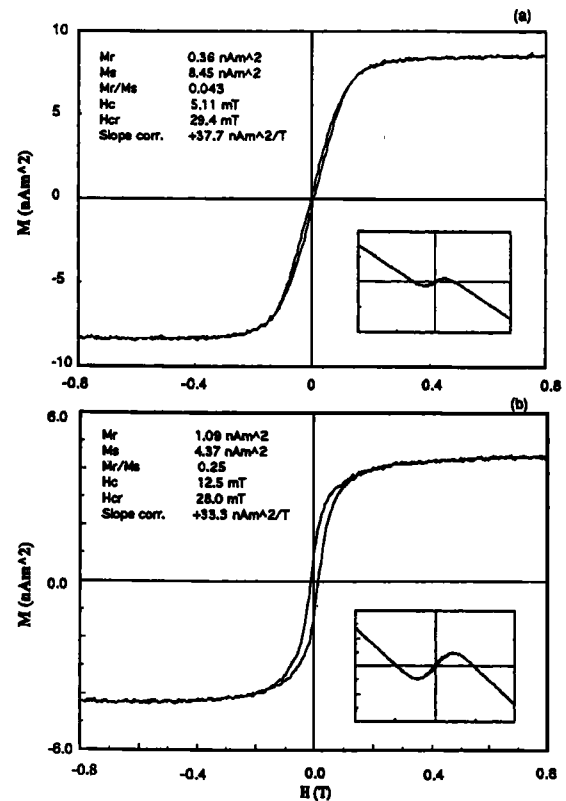 (a)
10
5
0
-5
-10
M (nAm^2)
Mr 0.36 nAm^2
Ms 8.45 nAm^2
Mr/Ms 0.043
Hc 5.11 mT
Hcr 29.4 mT
Slope corr. +37.7 nAm^2/T
-0.8 -0.4 0 0.4 0.8
(b)
6.0
0.0
-6.0
M (nAm^2)
Mr 1.09 nAm^2
Ms 4.37 nAm^2
Mr/Ms 0.25
Hc 12.5 mT
Hcr 28.0 mT
Slope corr. +33.3 nAm^2/T
-0.8 -0.4 0.0 0.4 0.8
H (T)